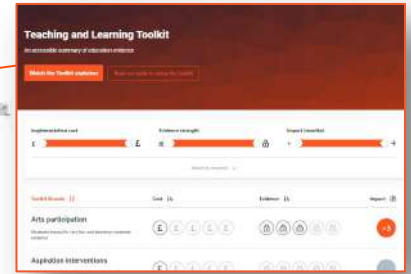 Teaching and Learning Toolkit
An accessible summary of education evidence
Watch the Toolkit explainer
Implementation cost
Evidence strength
Impact (months)
£ £
Toolkit Strands
Cost
Evidence
Impact
Arts participation
£ £ £ £ £
+3
Aspiration interventions
£ £ £ £ £